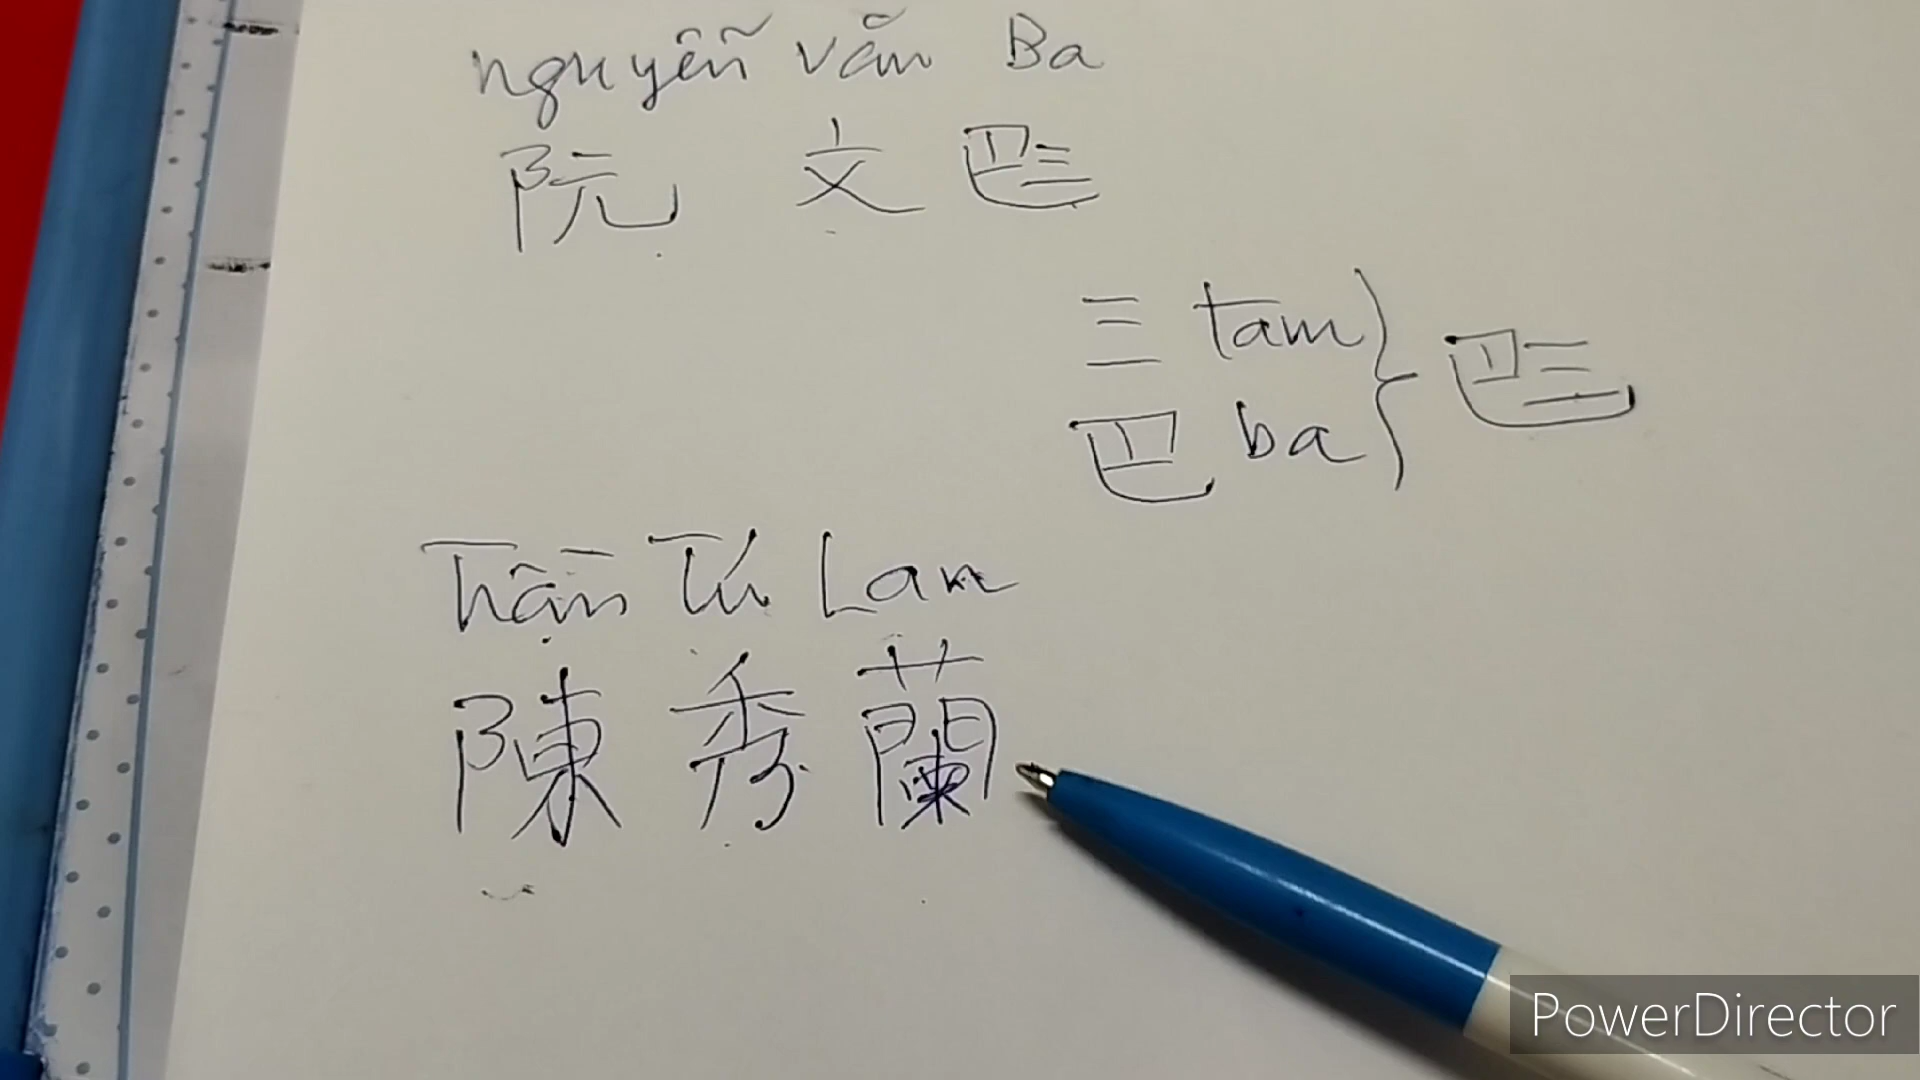 Nguyễn Văn Ba
阮 文 𠀧
三 tam
巴 ba
𠀧
Trần Tú Lan
陳 秀 蘭
PowerDirector